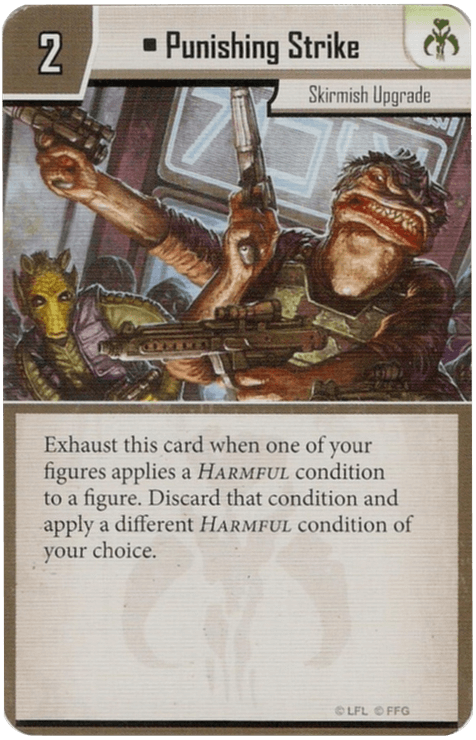 2
Punishing Strike
Skirmish Upgrade
Exhaust this card when one of your
figures applies a HARMFUL condition
to a figure. Discard that condition and
apply a different HARMFUL condition of
your choice.
© LFL © FFG